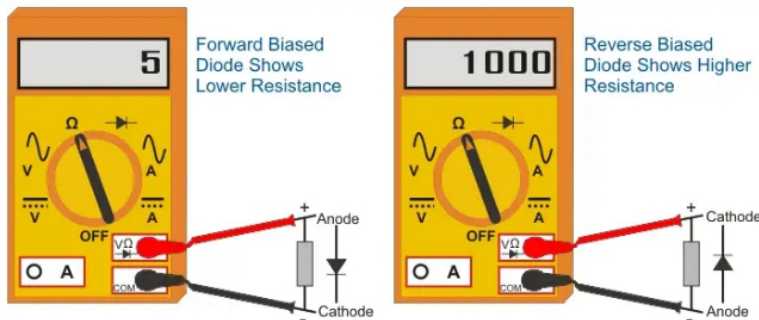 5
Forward Biased
Diode Shows
Lower Resistance
Ω
V
A
V
A
OFF
VΩ
COM
O A
+
Anode
Cathode
-
1000
Reverse Biased
Diode Shows Higher
Resistance
Ω
V
A
V
A
OFF
VΩ
COM
O A
+
Cathode
Anode
-